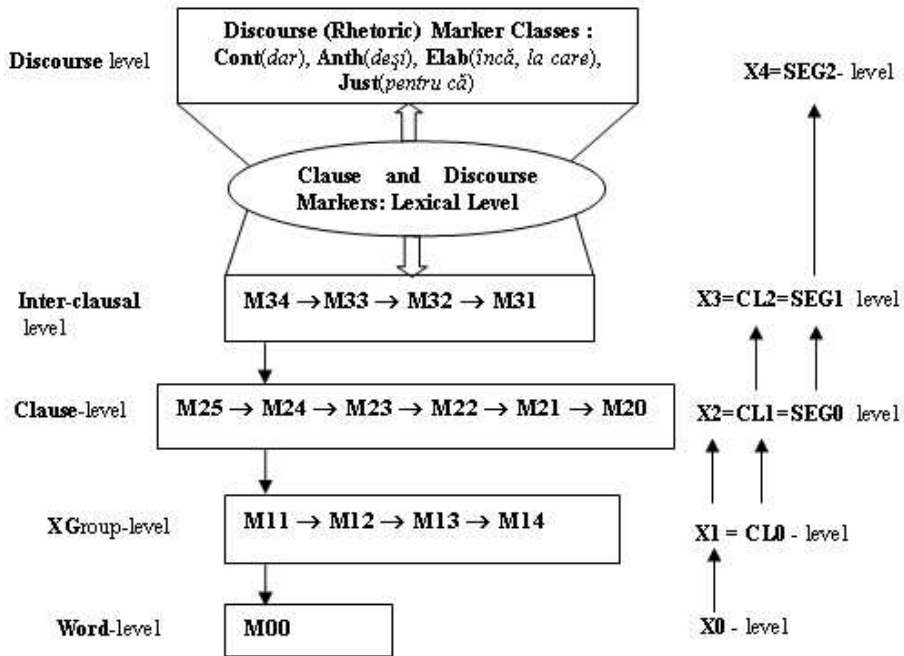 Discourse (Rhetoric) Marker Classes :
Cont(dar), Anth(deşi), Elab(încă, la care),
Just(pentru că)
Discourse level
X4=SEG2- level
Clause and Discourse
Markers: Lexical Level
Inter-clausal
level
M34 → M33 → M32 → M31
X3=CL2=SEG1 level
Clause-level
M25 → M24 → M23 → M22 → M21 → M20
X2=CL1=SEG0 level
XGroup-level
M11 → M12 → M13 → M14
X1 = CL0 - level
Word-level
M00
X0 - level